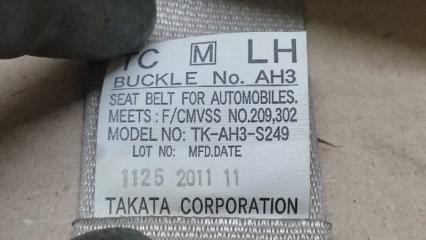 TC M LH
BUCKLE No. AH3
SEAT BELT FOR AUTOMOBILES.
MEETS: F/CMVSS NO.209,302
MODEL NO: TK-AH3-S249
LOT NO: MFD.DATE
1125 2011 11
TAKATA CORPORATION